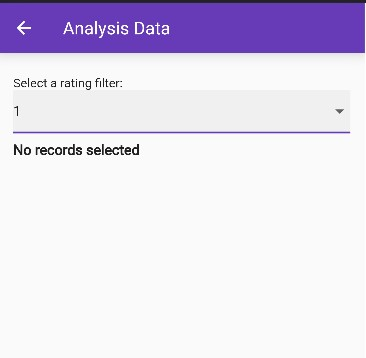 Analysis Data
Select a rating filter:
1
No records selected